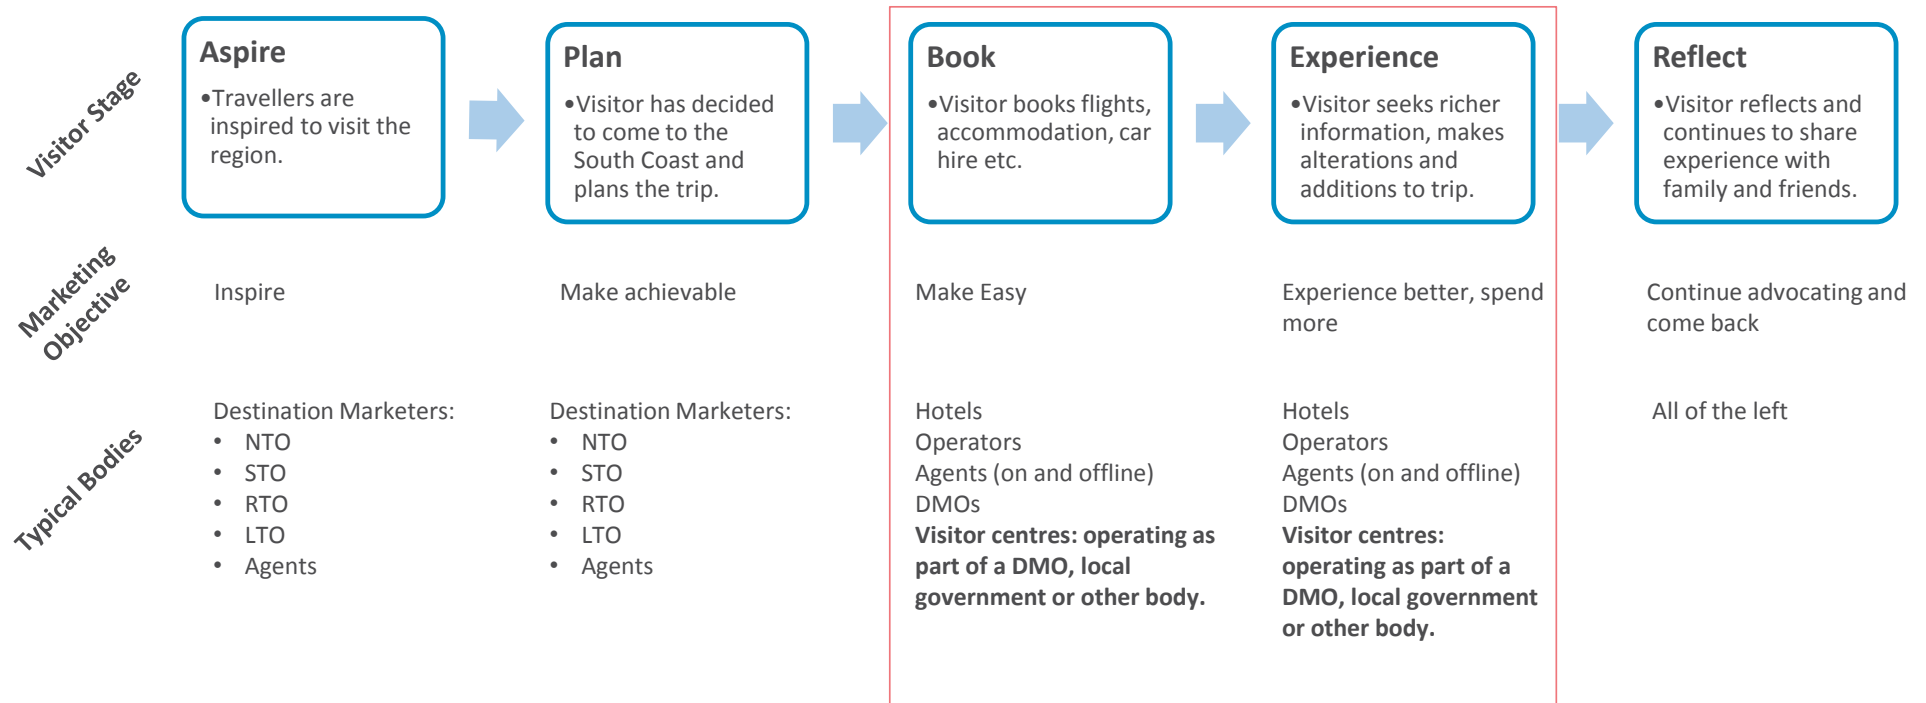 Visitor Stage
Aspire
•Travellers are
inspired to visit the
region.
Plan
•Visitor has decided
to come to the
South Coast and
plans the trip.
Book
•Visitor books flights,
accommodation, car
hire etc.
Experience
•Visitor seeks richer
information, makes
alterations and
additions to trip.
Reflect
•Visitor reflects and
continues to share
experience with
family and friends.
Marketing
Objective
Inspire
Make achievable
Make Easy
Experience better, spend
more
Continue advocating and
come back
Typical Bodies
Destination Marketers:
• NTO
• STO
• RTO
• LTO
• Agents
Destination Marketers:
• NTO
• STO
• RTO
• LTO
• Agents
Hotels
Operators
Agents (on and offline)
DMOs
Visitor centres: operating as
part of a DMO, local
government or other body.
Hotels
Operators
Agents (on and offline)
DMOs
Visitor centres:
operating as part of a
DMO, local government
or other body.
All of the left